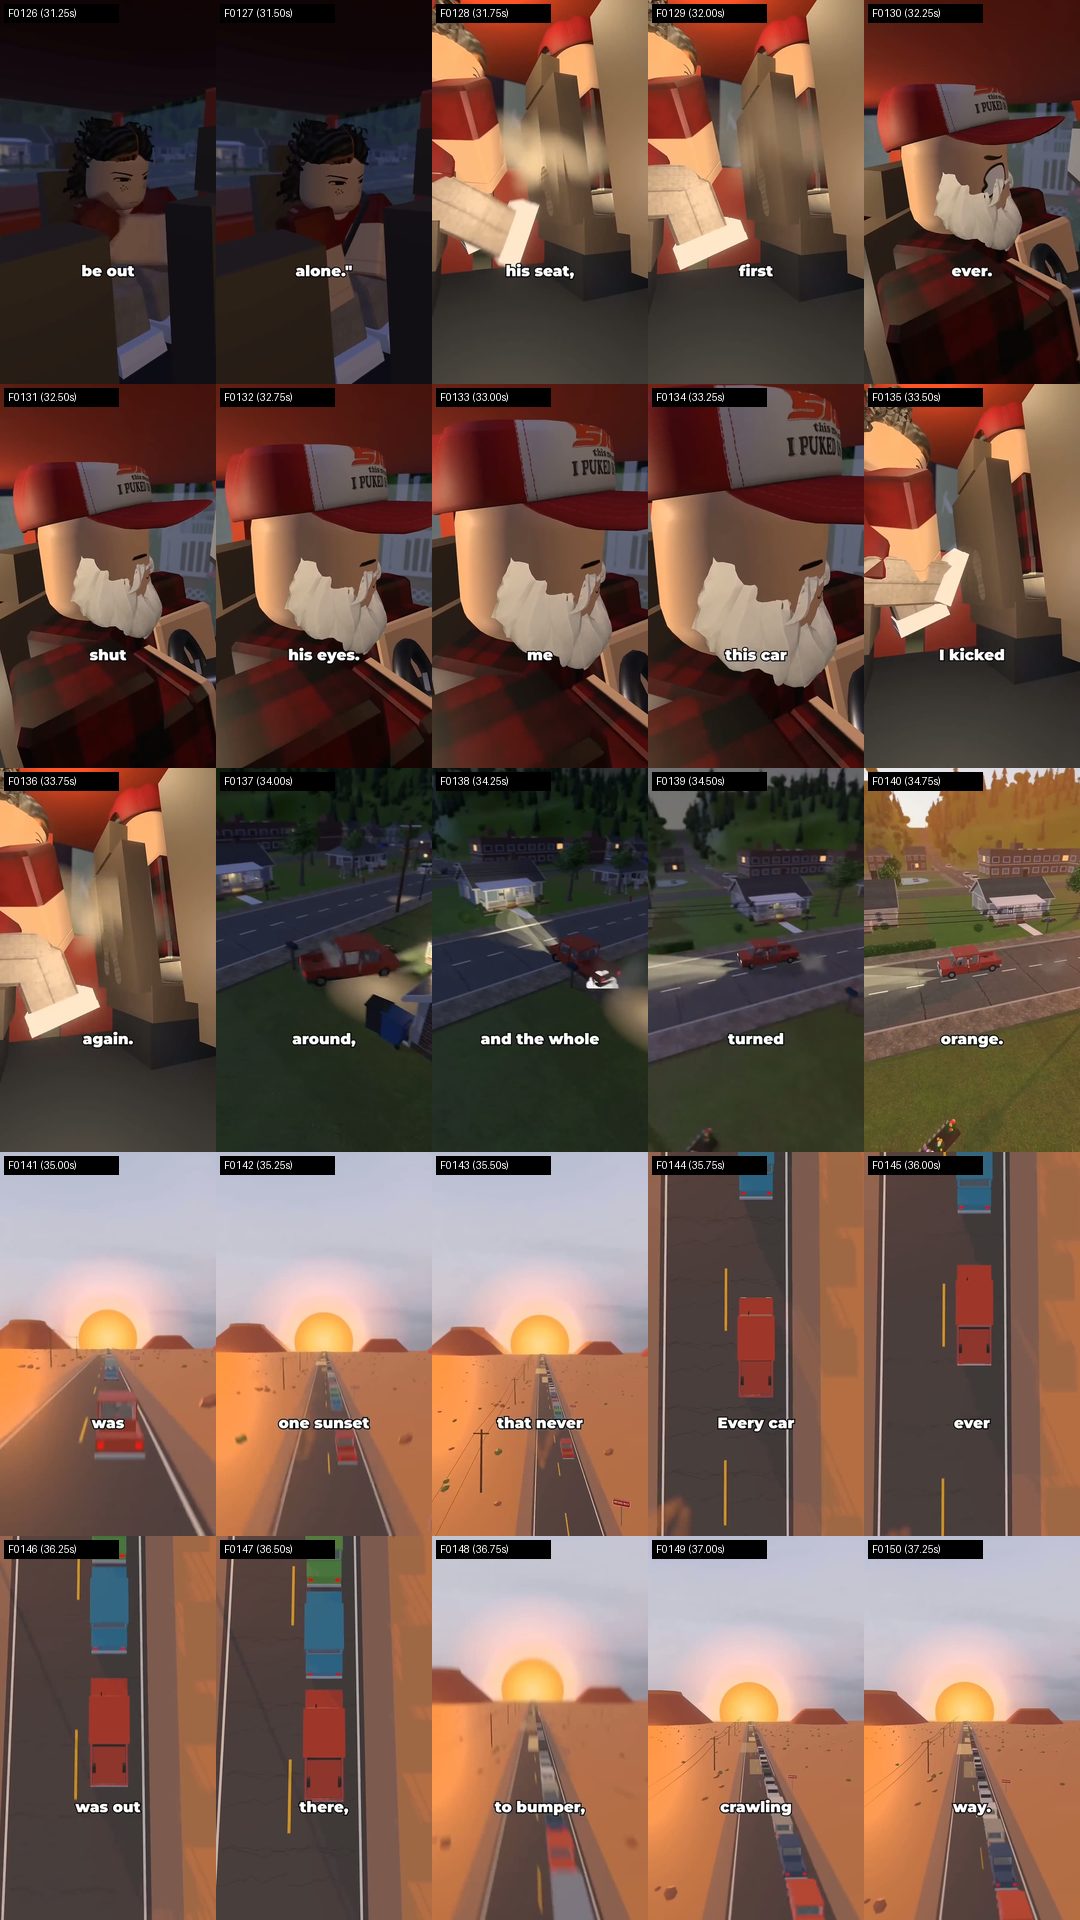 F0126 (31.25s)
be out
F0127 (31.50s)
alone."
F0128 (31.75s)
his seat,
F0129 (32.00s)
first
F0130 (32.25s)
I PUKED
ever.
F0131 (32.50s)
I PUKED
shut
F0132 (32.75s)
I PUKED
his eyes.
F0133 (33.00s)
I PUKED
me
F0134 (33.25s)
I PUKED
this car
F0135 (33.50s)
I kicked
F0136 (33.75s)
again.
F0137 (34.00s)
around,
F0138 (34.25s)
and the whole
F0139 (34.50s)
turned
F0140 (34.75s)
orange.
F0141 (35.00s)
was
F0142 (35.25s)
one sunset
F0143 (35.50s)
that never
F0144 (35.75s)
Every car
F0145 (36.00s)
ever
F0146 (36.25s)
was out
F0147 (36.50s)
there,
F0148 (36.75s)
to bumper,
F0149 (37.00s)
crawling
F0150 (37.25s)
way.